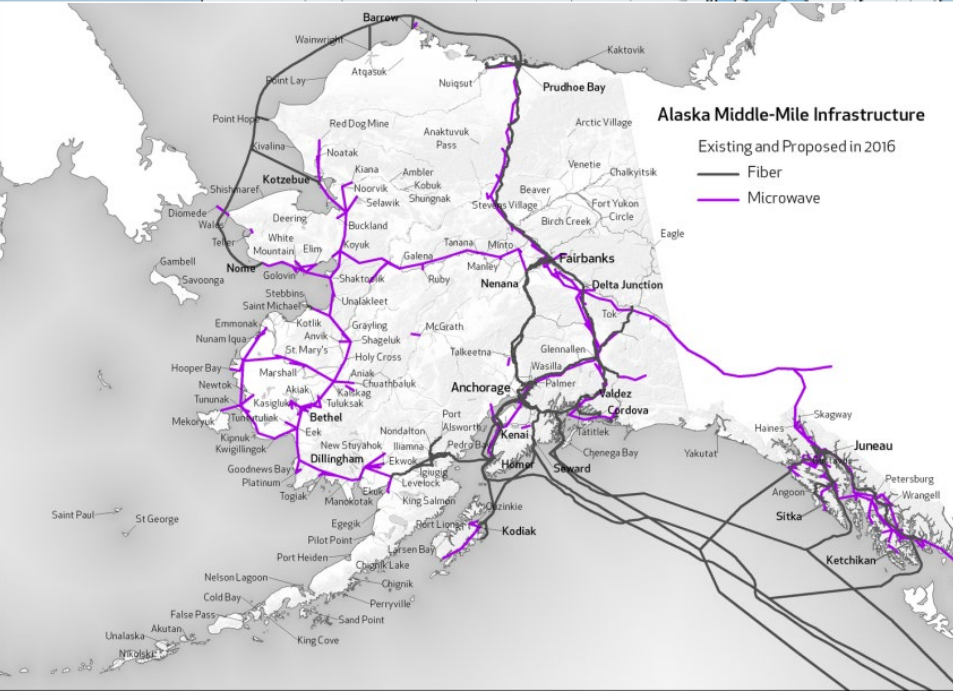 Barrow
Wainwright
Kaktovik
Atqasuk
Point Lay
Nuiqsut
Prudhoe Bay
Alaska Middle-Mile Infrastructure
Existing and Proposed in 2016
Fiber
Microwave
Point Hope
Red Dog Mine
Anaktuvuk
Pass
Arctic Village
Kivalina
Noatak
Kiana
Ambler
Venetie
Chalkyitsik
Kotzebue
Noorvik
Kobuk
Shishmaref
Selawik
Shungnak
Beaver
Stevens Village
Fort Yukon
Circle
Diomede
Wales
Deering
Buckland
Birch Creek
Eagle
Teller
White
Mountain
Elim
Koyuk
Tanana
Minto
Galena
Manley
Fairbanks
Gambell
Savoonga
Nome
Golovin
Shaktoolik
Ruby
Nenana
Delta Junction
Stebbins
Saint Michael
Unalakleet
Tok
Emmonak
Kotlik
Grayling
McGrath
Nunam Iqua
Anvik
Shageluk
St. Mary's
Holy Cross
Talkeetna
Glennallen
Hooper Bay
Marshall
Aniak
Wasilla
Newtok
Akiak
Chuathbaluk
Kalskag
Anchorage
Palmer
Tununak
Kasigluk
Tuluksak
Valdez
Mekoryuk
Tuntutuliak
Bethel
Port
Alsworth
Cordova
Kipnuk
Eek
Nondalton
Kenai
Tatitlek
Skagway
Haines
Kwigillingok
New Stuyahok
Iliamna
Pedro Bay
Chenega Bay
Yakutat
Juneau
Goodnews Bay
Dillingham
Ekwok
Igiugig
Homer
Seward
Platinum
Levelock
Petersburg
Togiak
Manokotak
Ekuk
King Salmon
Ouzinkie
Angoon
Wrangell
Saint Paul
St George
Egegik
Port Lions
Kodiak
Sitka
Pilot Point
Larsen Bay
Port Heiden
Chignik Lake
Ketchikan
Nelson Lagoon
Chignik
Cold Bay
Perryville
False Pass
Sand Point
Akutan
Unalaska
King Cove
Nikolski